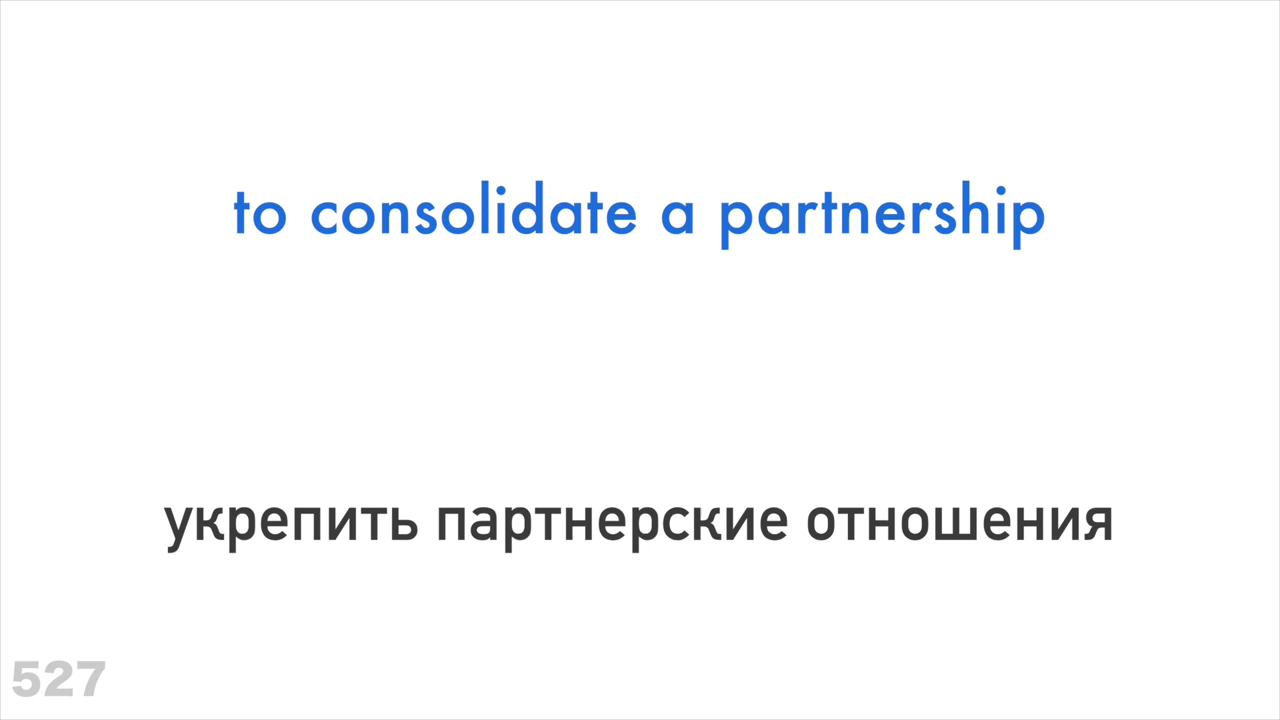 to consolidate a partnership
укрепить партнерские отношения
527